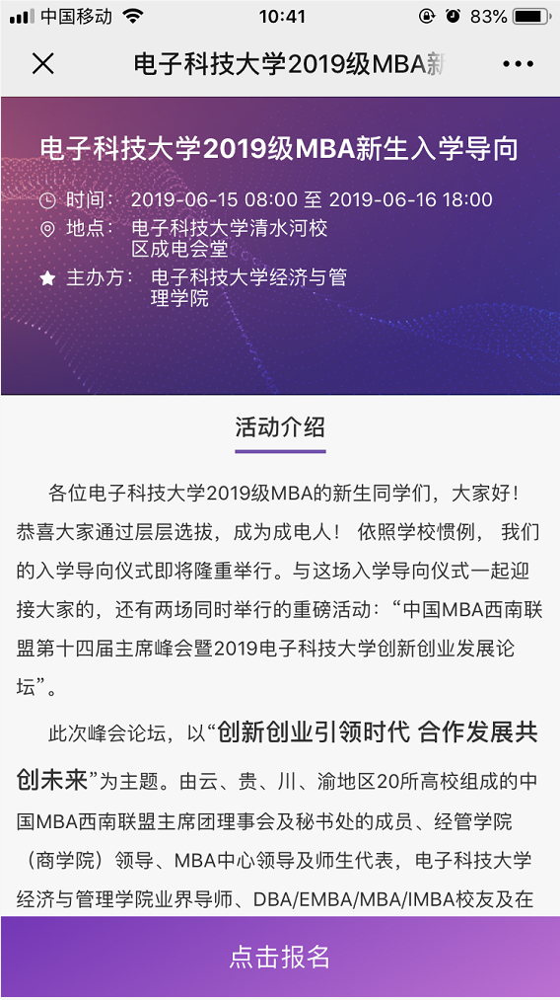 中国移动 10:41 83%
电子科技大学2019级MBA新
电子科技大学2019级MBA新生入学导向
时间： 2019-06-15 08:00 至 2019-06-16 18:00
地点： 电子科技大学清水河校
区成电会堂
主办方： 电子科技大学经济与管
理学院
活动介绍
各位电子科技大学2019级MBA的新生同学们，大家好！
恭喜大家通过层层选拔，成为成电人！ 依照学校惯例， 我们
的入学导向仪式即将隆重举行。与这场入学导向仪式一起迎
接大家的，还有两场同时举行的重磅活动：“中国MBA西南联
盟第十四届主席峰会暨2019电子科技大学创新创业发展论
坛”。
此次峰会论坛，以“创新创业引领时代 合作发展共
创未来”为主题。由云、贵、川、渝地区20所高校组成的中
国MBA西南联盟主席团理事会及秘书处的成员、经管学院
（商学院）领导、MBA中心领导及师生代表，电子科技大学
经济与管理学院业界导师、DBA/EMBA/MBA/IMBA校友及在
点击报名